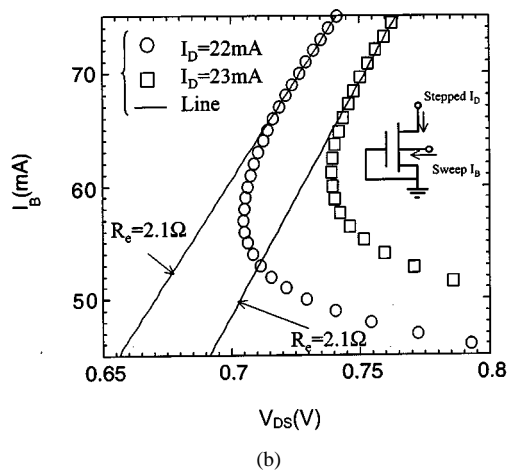 I_D=22mA
I_D=23mA
Line
70
60
50
I_B(mA)
Stepped I_D
Sweep I_B
R_e=2.1Ω
R_e=2.1Ω
0.65
0.7
0.75
0.8
V_DS(V)
(b)